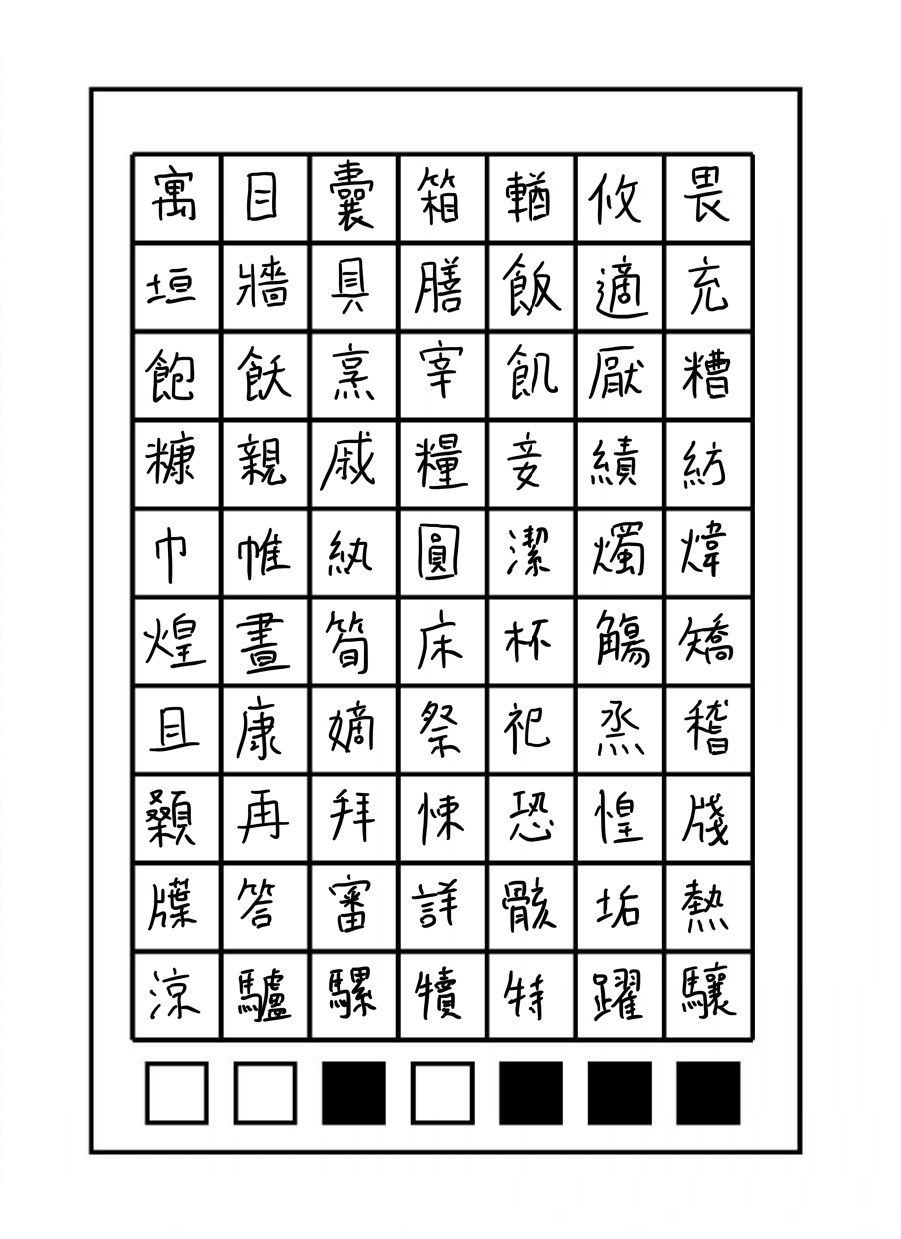 寓目囊箱輶攸畏
垣牆具膳飯適充
飽飫烹宰飢厭糟
糠親戚糧妾績紡
巾帷紈圓潔燭煒
煌晝筍床杯觴矯
且康嫡祭祀烝稽
顙再拜悚恐惶牋
牒答審詳骸垢熱
涼驢騾犢特躍驤